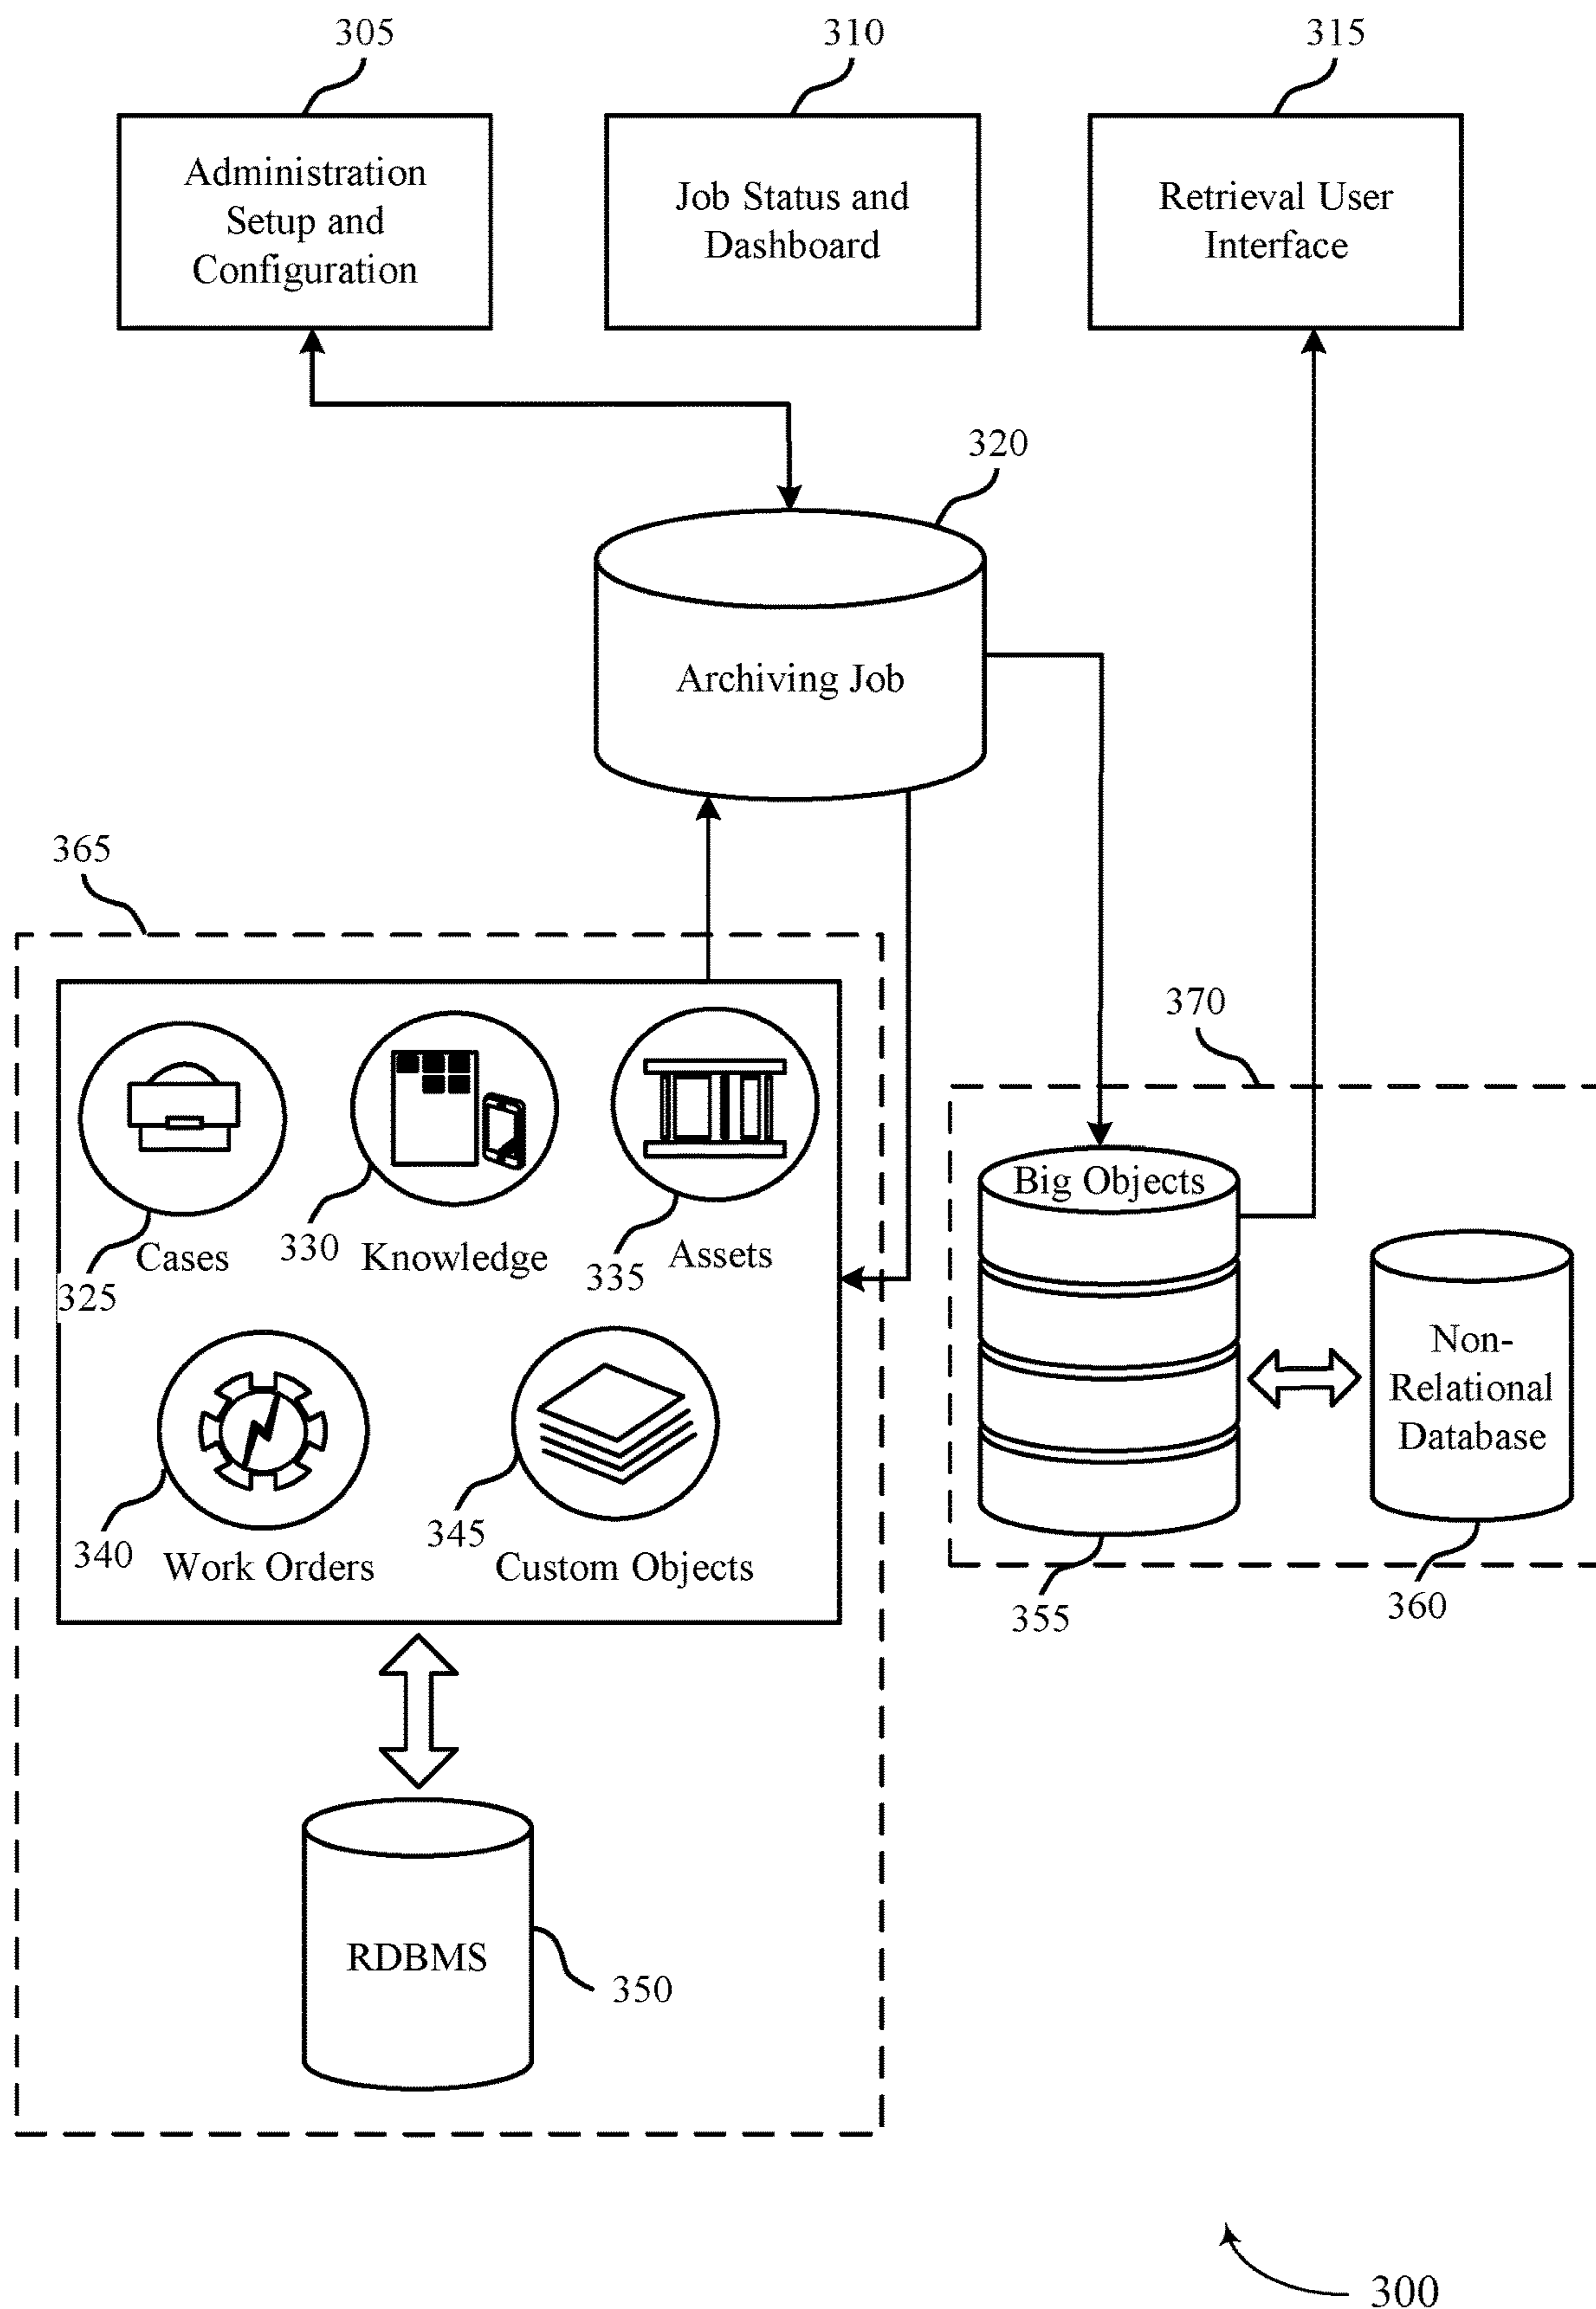 305
310
315
Administration
Setup and
Configuration
Job Status and
Dashboard
Retrieval User
Interface
320
Archiving Job
365
370
Big Objects
330
335
Cases
Knowledge
Assets
325
Non-
Relational
Database
340
345
Work Orders
Custom Objects
355
360
RDBMS
350
300